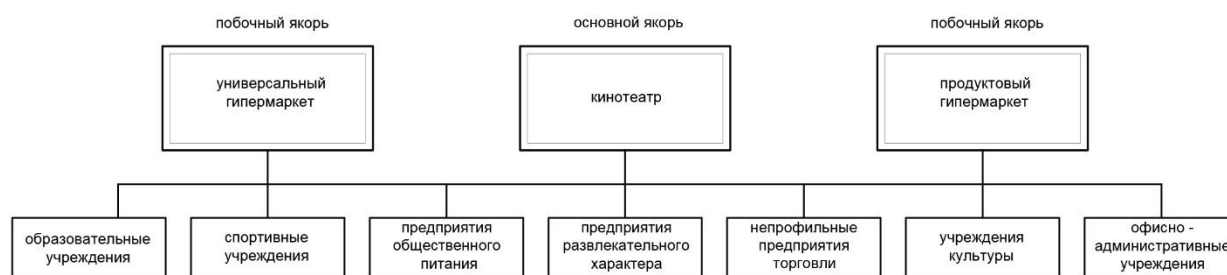 побочный якорь
основной якорь
побочный якорь
универсальный
гипермаркет
кинотеатр
продуктовый
гипермаркет
образовательные
учреждения
спортивные
учреждения
предприятия
общественного
питания
предприятия
развлекательного
характера
непрофильные
предприятия
торговли
учреждения
культуры
офисно -
административные
учреждения